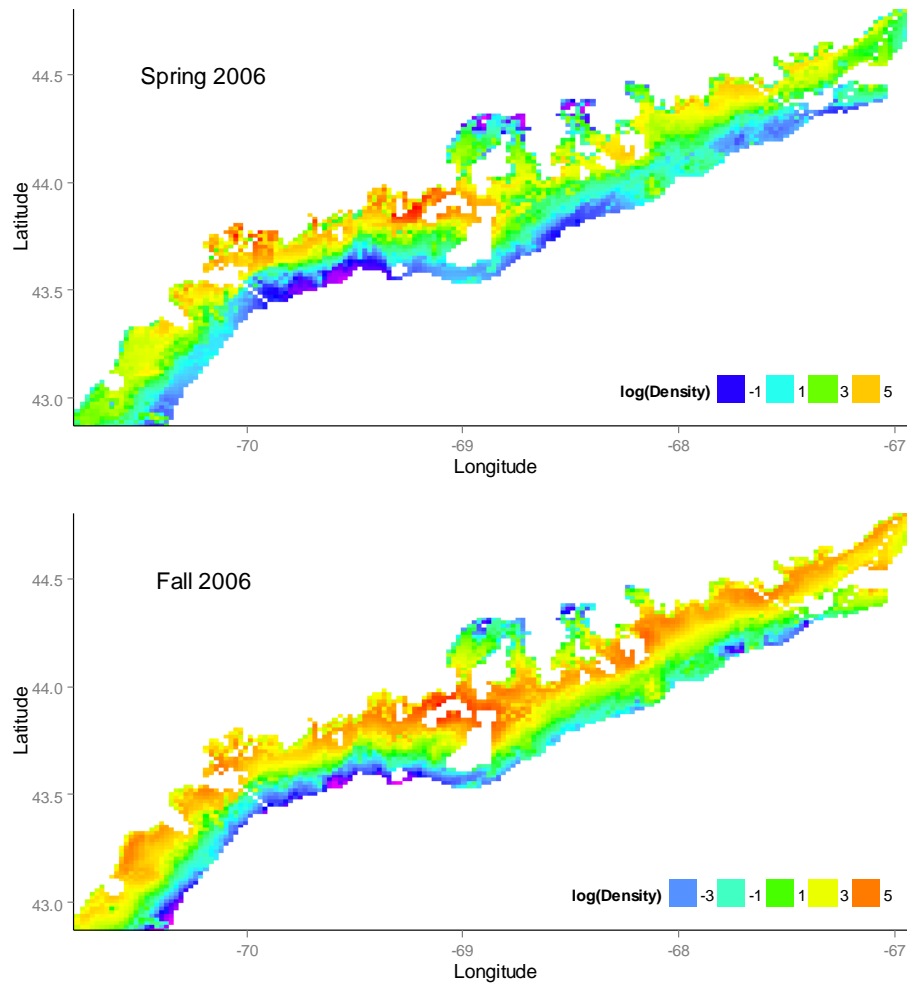 Spring 2006
44.5
44.0
43.5
43.0
Latitude
log(Density) -1 1 3 5
-70 -69 -68 -67
Longitude
Fall 2006
44.5
44.0
43.5
43.0
Latitude
log(Density) -3 -1 1 3 5
-70 -69 -68 -67
Longitude